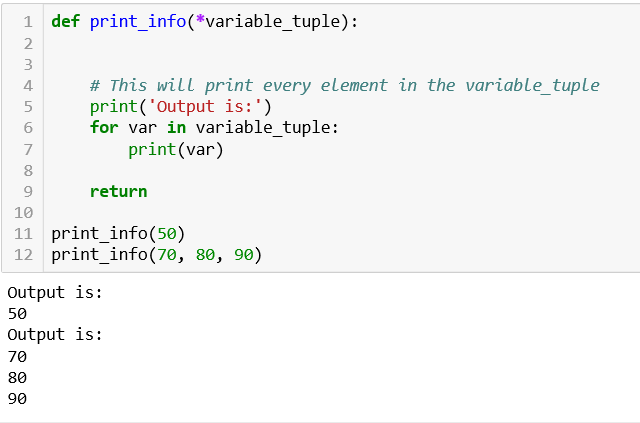 1 def print_info(*variable_tuple):
2
3
4     # This will print every element in the variable_tuple
5     print('Output is:')
6     for var in variable_tuple:
7         print(var)
8
9     return
10
11 print_info(50)
12 print_info(70, 80, 90)
Output is:
50
Output is:
70
80
90